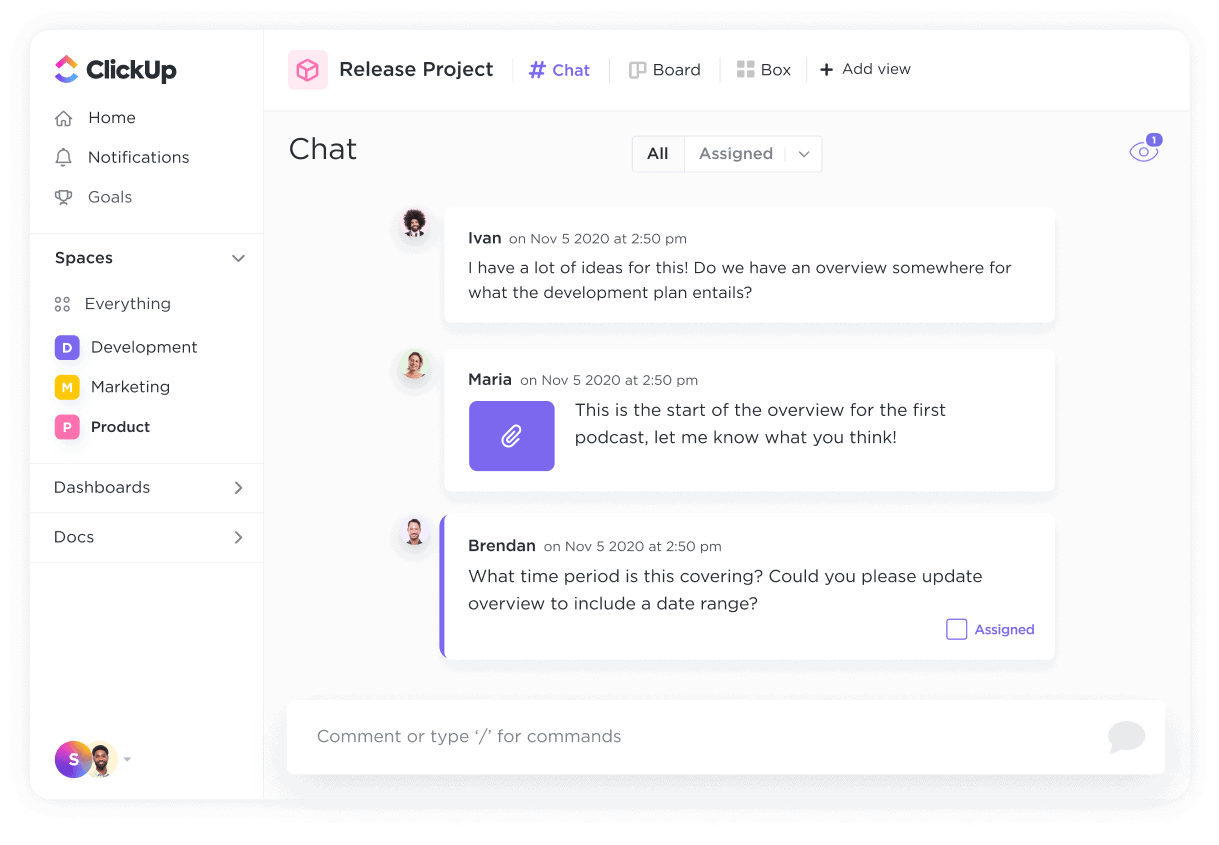 ClickUp
Home
Notifications
Goals
Spaces
Everything
D Development
M Marketing
P Product
Dashboards
Docs
S
Release Project
# Chat
Board
Box
+ Add view
Chat
All
Assigned
1
Ivan on Nov 5 2020 at 2:50 pm
I have a lot of ideas for this! Do we have an overview somewhere for
what the development plan entails?
Maria on Nov 5 2020 at 2:50 pm
This is the start of the overview for the first
podcast, let me know what you think!
Brendan on Nov 5 2020 at 2:50 pm
What time period is this covering? Could you please update
overview to include a date range?
Assigned
Comment or type ‘/’ for commands